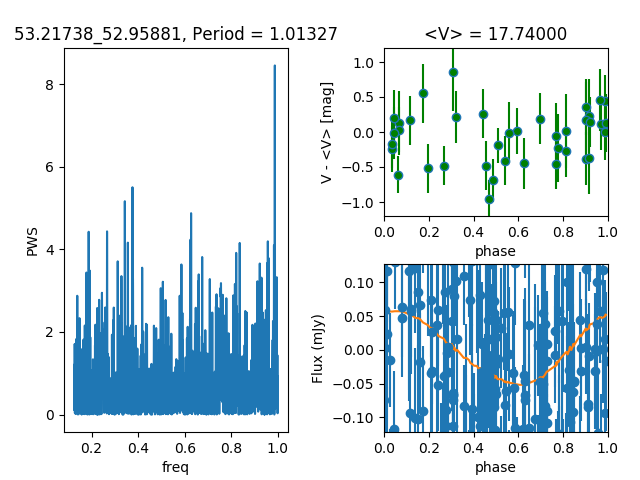 53.21738_52.95881, Period = 1.01327
<V> = 17.74000
PWS
8
6
4
2
0
0.2 0.4 0.6 0.8 1.0
freq
V - <V> [mag]
1.0
0.5
0.0
−0.5
−1.0
0.0 0.2 0.4 0.6 0.8 1.0
phase
Flux (mJy)
0.10
0.05
0.00
−0.05
−0.10
0.0 0.2 0.4 0.6 0.8 1.0
phase